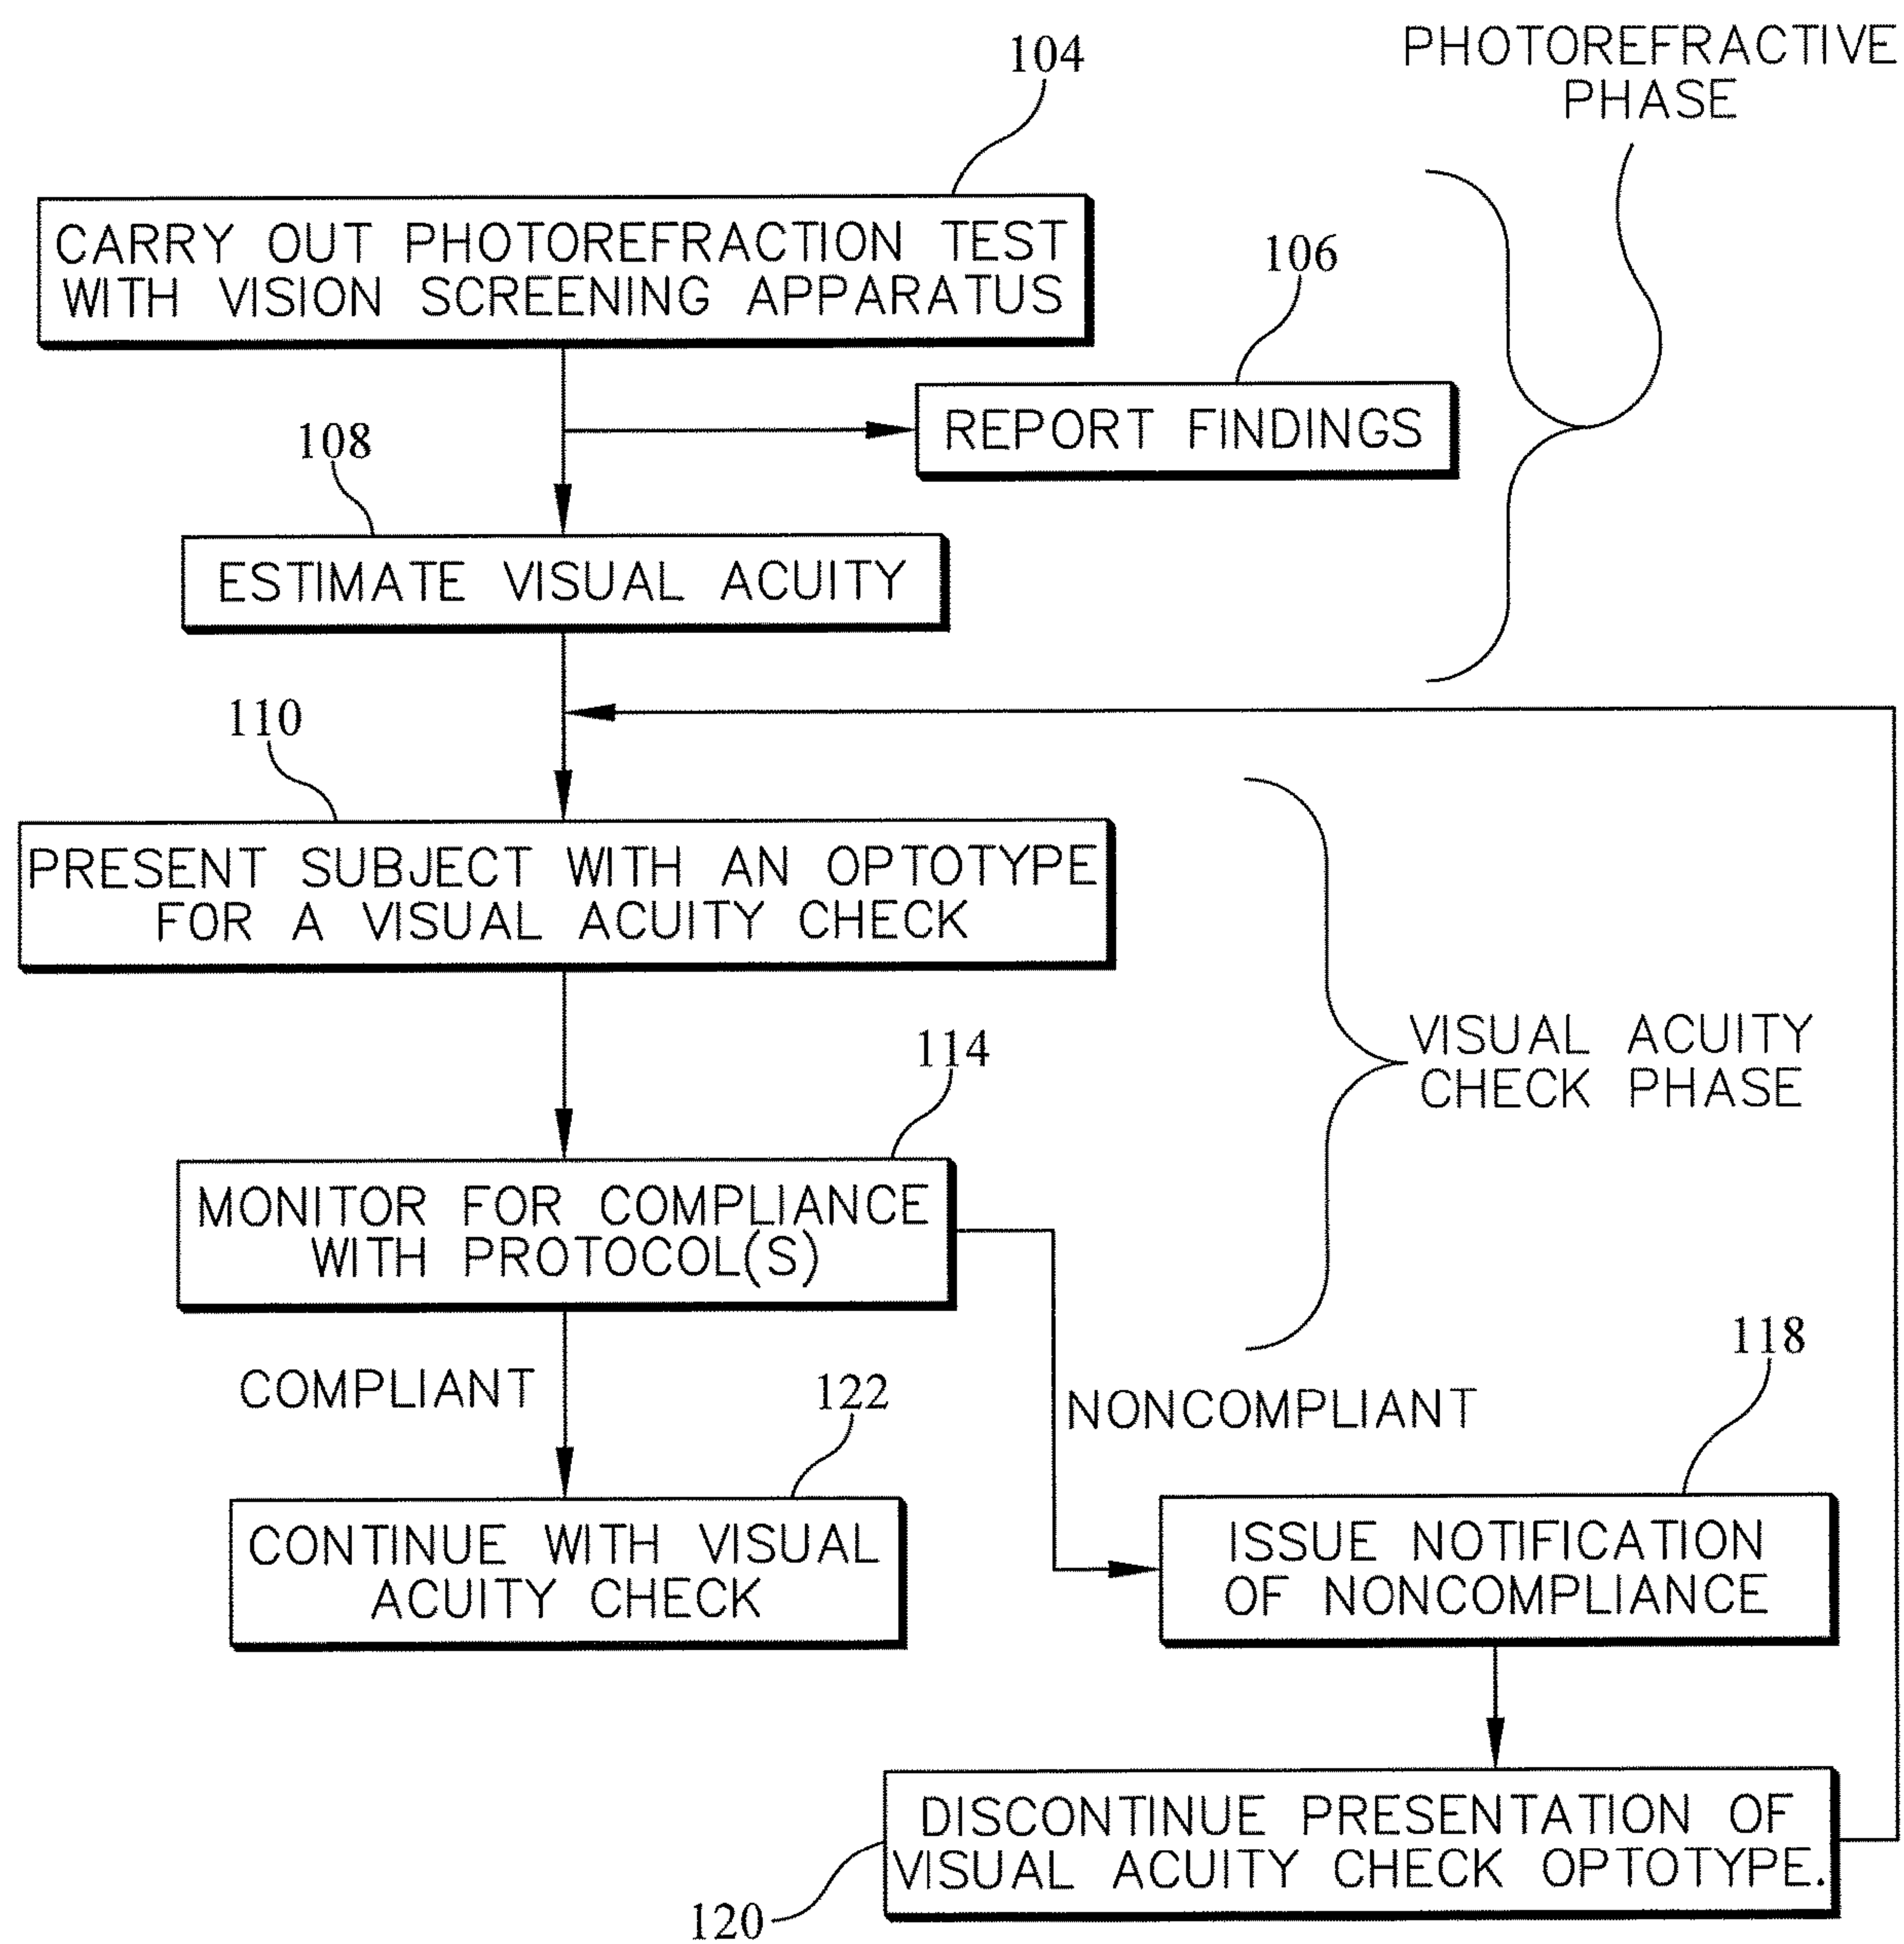 104
PHOTOREFRACTIVE
PHASE
CARRY OUT PHOTOREFRACTION TEST
WITH VISION SCREENING APPARATUS
106
REPORT FINDINGS
108
ESTIMATE VISUAL ACUITY
110
PRESENT SUBJECT WITH AN OPTOTYPE
FOR A VISUAL ACUITY CHECK
VISUAL ACUITY
CHECK PHASE
114
MONITOR FOR COMPLIANCE
WITH PROTOCOL(S)
COMPLIANT
NONCOMPLIANT
122
CONTINUE WITH VISUAL
ACUITY CHECK
118
ISSUE NOTIFICATION
OF NONCOMPLIANCE
DISCONTINUE PRESENTATION OF
VISUAL ACUITY CHECK OPTOTYPE.
120